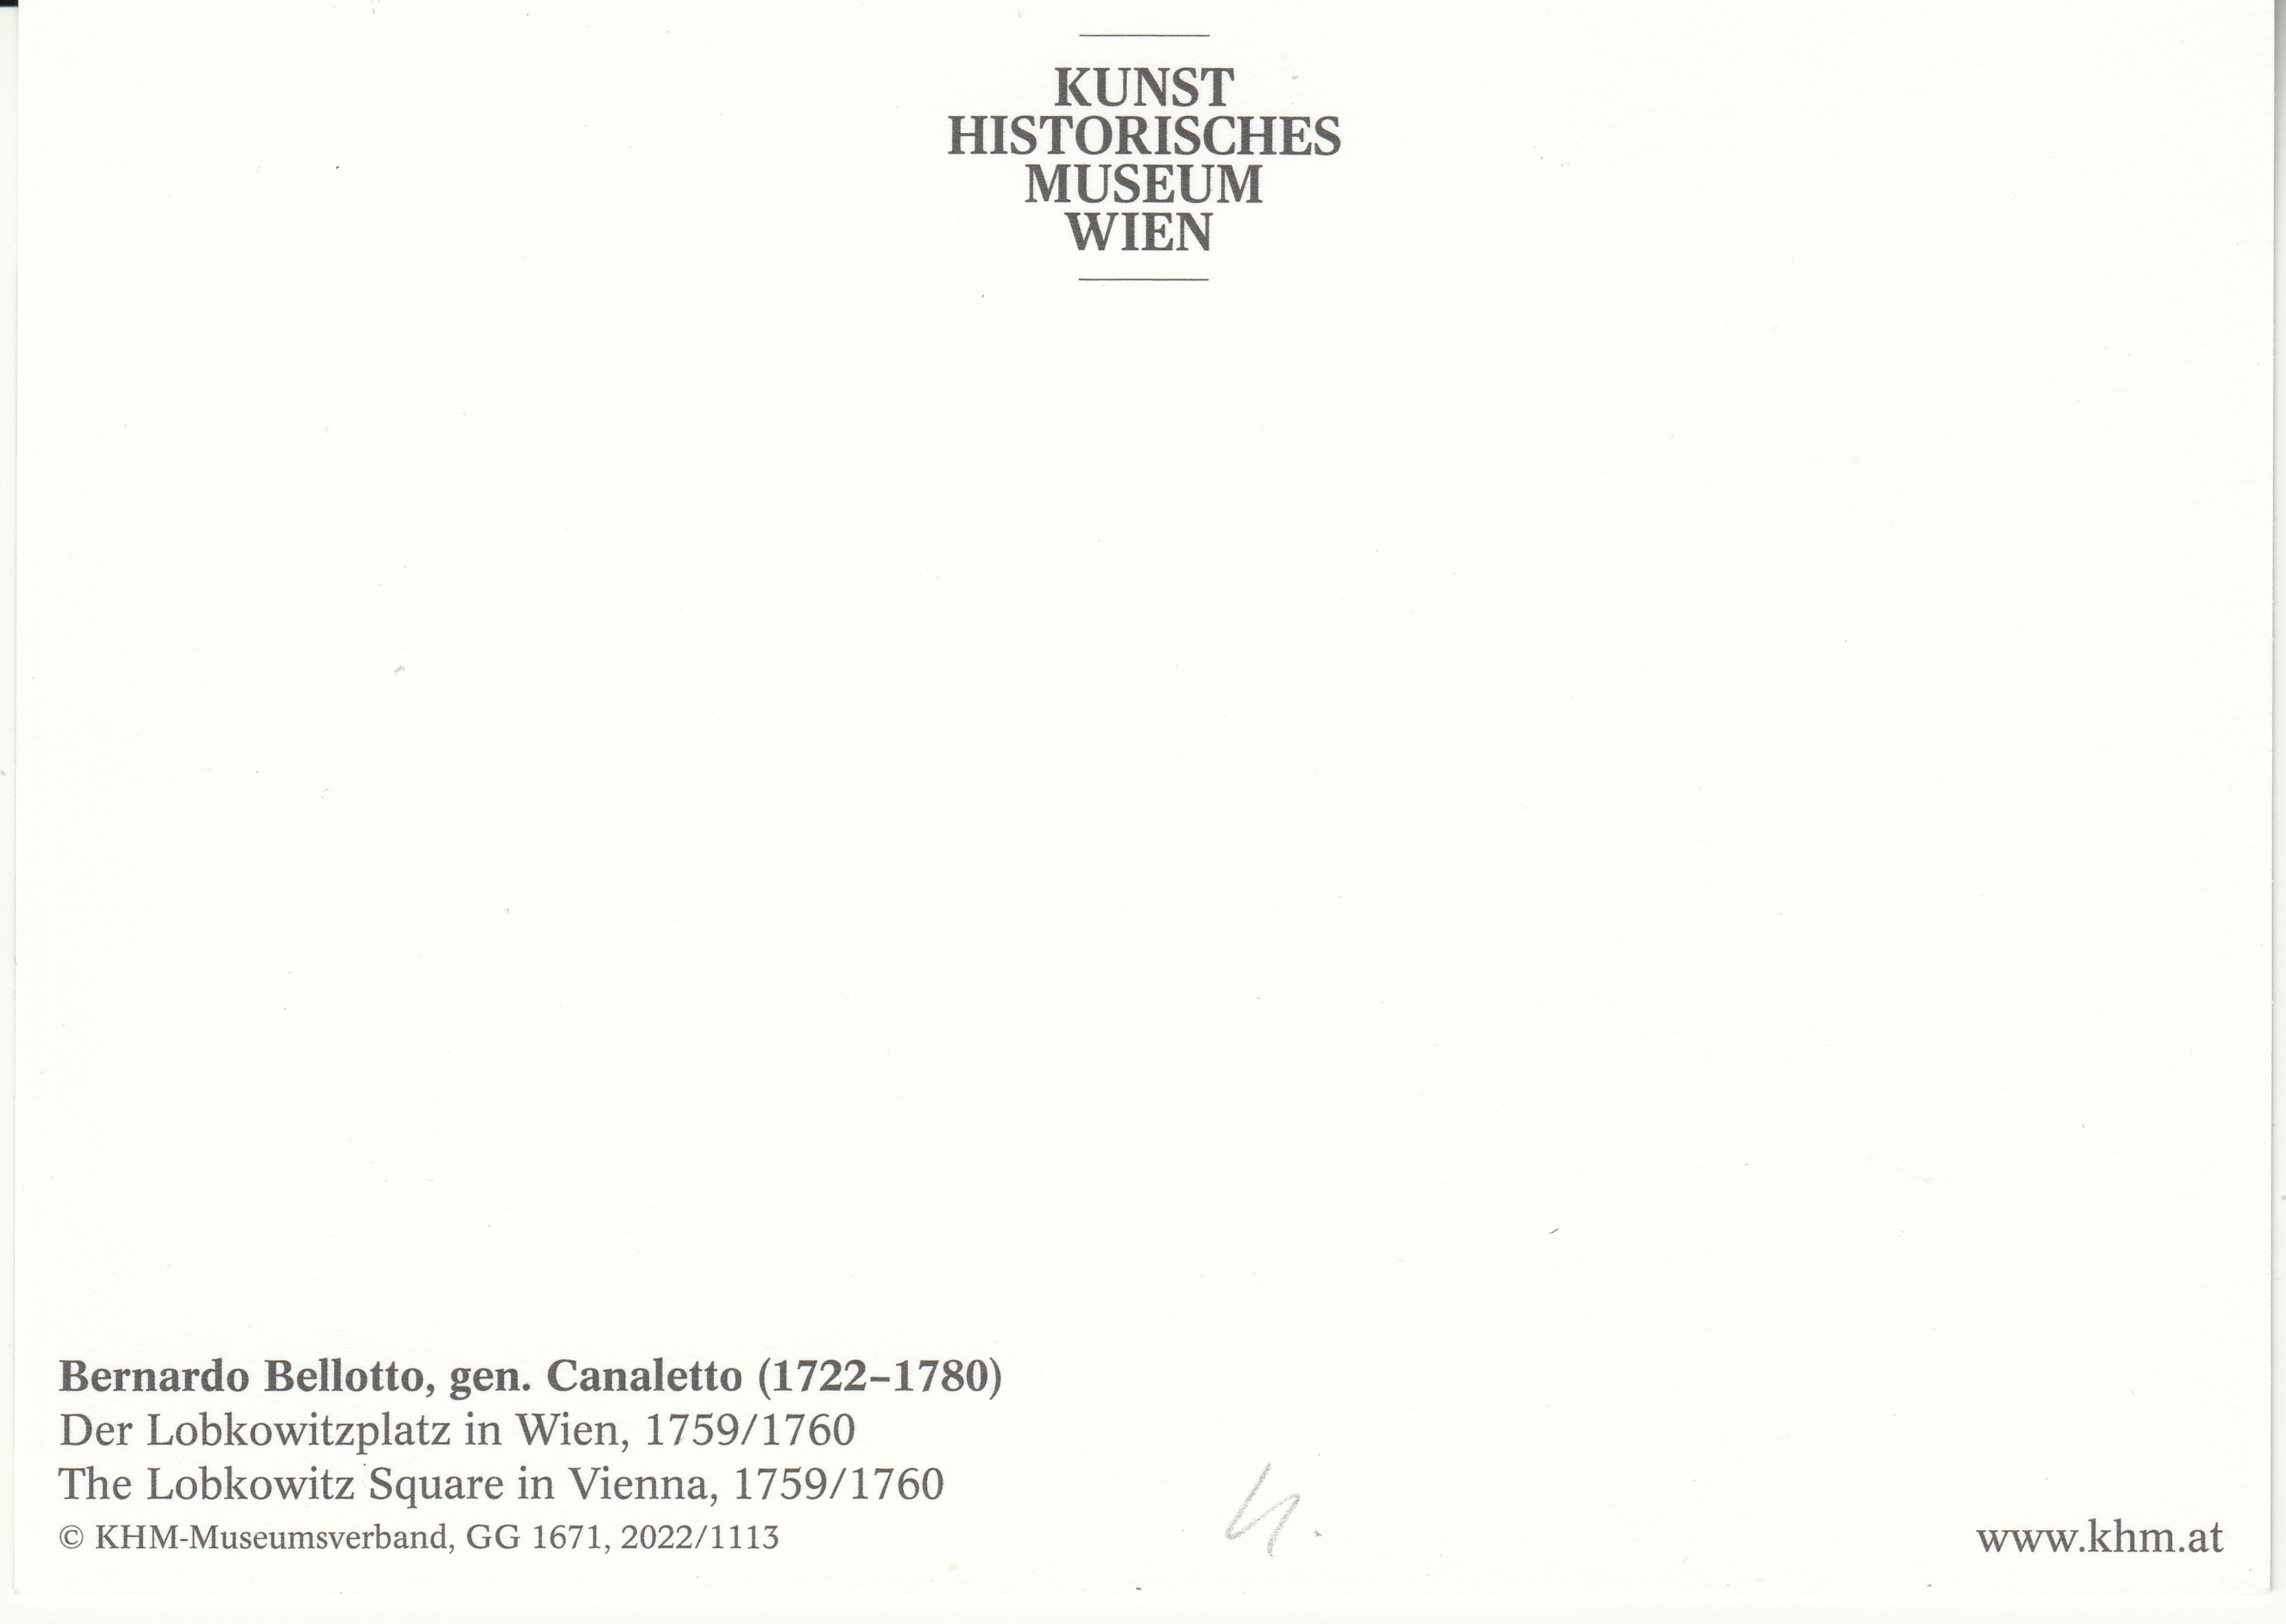 KUNST
HISTORISCHES
MUSEUM
WIEN
Bernardo Bellotto, gen. Canaletto (1722–1780)
Der Lobkowitzplatz in Wien, 1759/1760
The Lobkowitz Square in Vienna, 1759/1760
© KHM-Museumsverband, GG 1671, 2022/1113
www.khm.at